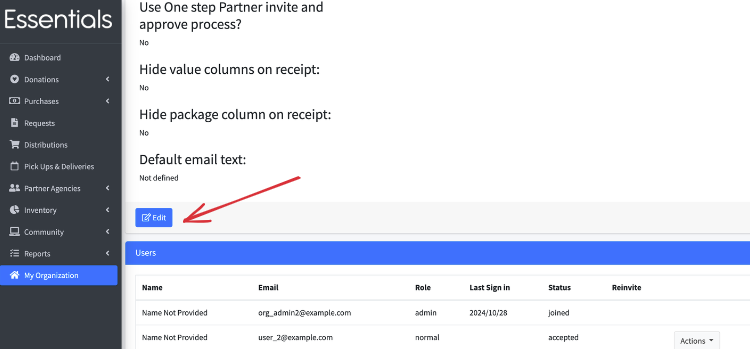 Essentials
Dashboard
Donations
Purchases
Requests
Distributions
Pick Ups & Deliveries
Partner Agencies
Inventory
Community
Reports
My Organization
Use One step Partner invite and
approve process?
No
Hide value columns on receipt:
No
Hide package column on receipt:
No
Default email text:
Not defined
Edit
Users
Name Email Role Last Sign in Status Reinvite
Name Not Provided org_admin2@example.com admin 2024/10/28 joined
Name Not Provided user_2@example.com normal accepted
Actions